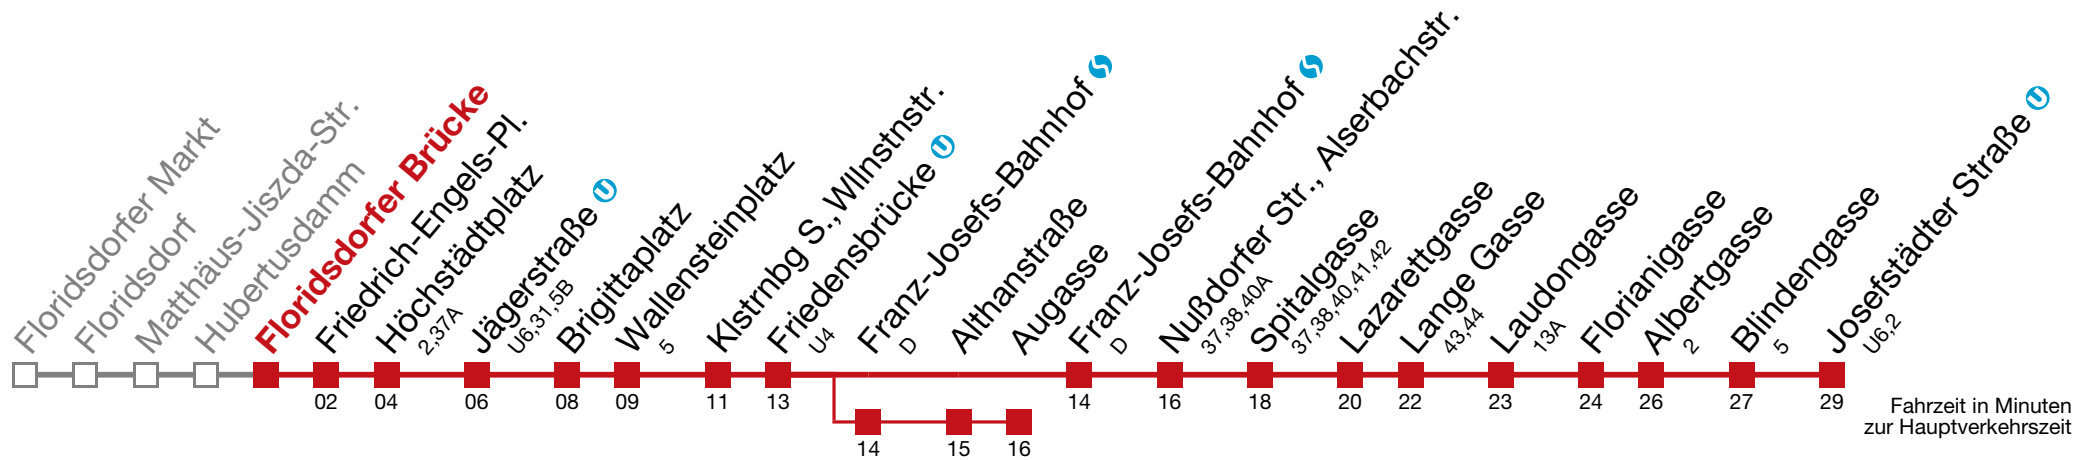 Floridsdorfer Markt
Floridsdorf
Matthäus-Jiszda-Str.
Hubertusdamm
Floridsdorfer Brücke
Friedrich-Engels-Pl.
Höchstädtplatz
2,37A
Jägerstraße U
U6,31,5B
Brigittaplatz
Wallensteinplatz
5
Klstrnbg S., Wllnstnstr.
Friedensbrücke U
U4
Franz-Josefs-Bahnhof S
D
Althanstraße
Augasse
Franz-Josefs-Bahnhof S
D
Nußdorfer Str., Alserbachstr.
37,38,40A
Spitalgasse
37,38,40,41,42
Lazarettgasse
Lange Gasse
43,44
Laudongasse
13A
Florianigasse
Albertgasse
2
Blindengasse
5
Josefstädter Straße U
U6,2
02 04 06 08 09 11 13 14 16 18 20 22 23 24 26 27 29
14 15 16
Fahrzeit in Minuten
zur Hauptverkehrszeit